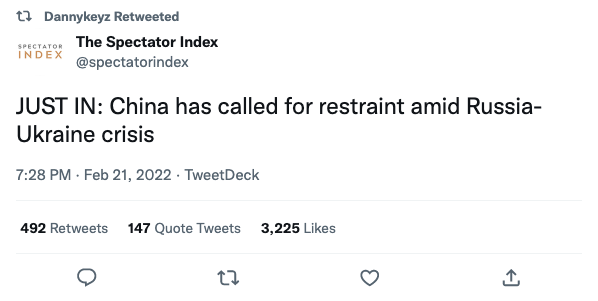 Dannykeyz Retweeted
SPECTATOR
INDEX
The Spectator Index
@spectatorindex
JUST IN: China has called for restraint amid Russia-
Ukraine crisis
7:28 PM · Feb 21, 2022 · TweetDeck
492 Retweets 147 Quote Tweets 3,225 Likes